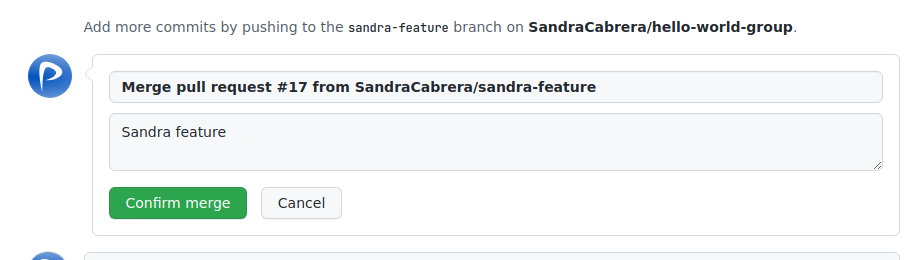 Add more commits by pushing to the sandra-feature branch on SandraCabrera/hello-world-group.
Merge pull request #17 from SandraCabrera/sandra-feature
Sandra feature
Confirm merge Cancel